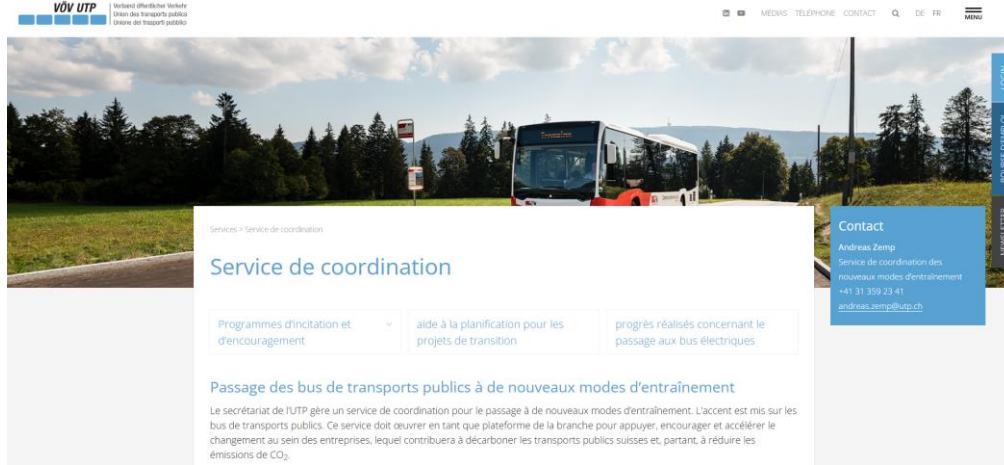 VÖV UTP
Verband öffentlicher Verkehr
Union des transports publics
Unione dei trasporti pubblici
MÉDIAS TÉLÉPHONE CONTACT DE FR MENU
LOGIN
NEWSLETTER
Services > Service de coordination
Service de coordination
Contact
Andreas Zemp
Service de coordination des
nouveaux modes d'entraînement
+41 31 359 23 41
andreas.zemp@utp.ch
Programmes d'incitation et
d'encouragement
aide à la planification pour les
projets de transition
progrès réalisés concernant le
passage aux bus électriques
Passage des bus de transports publics à de nouveaux modes d'entraînement
Le secrétariat de l'UTP gère un service de coordination pour le passage à de nouveaux modes d'entraînement. L'accent est mis sur les
bus de transports publics. Ce service doit œuvrer en tant que plateforme de la branche pour appuyer, encourager et accélérer le
changement au sein des entreprises, lequel contribuera à décarboner les transports publics suisses et, partant, à réduire les
émissions de CO₂.